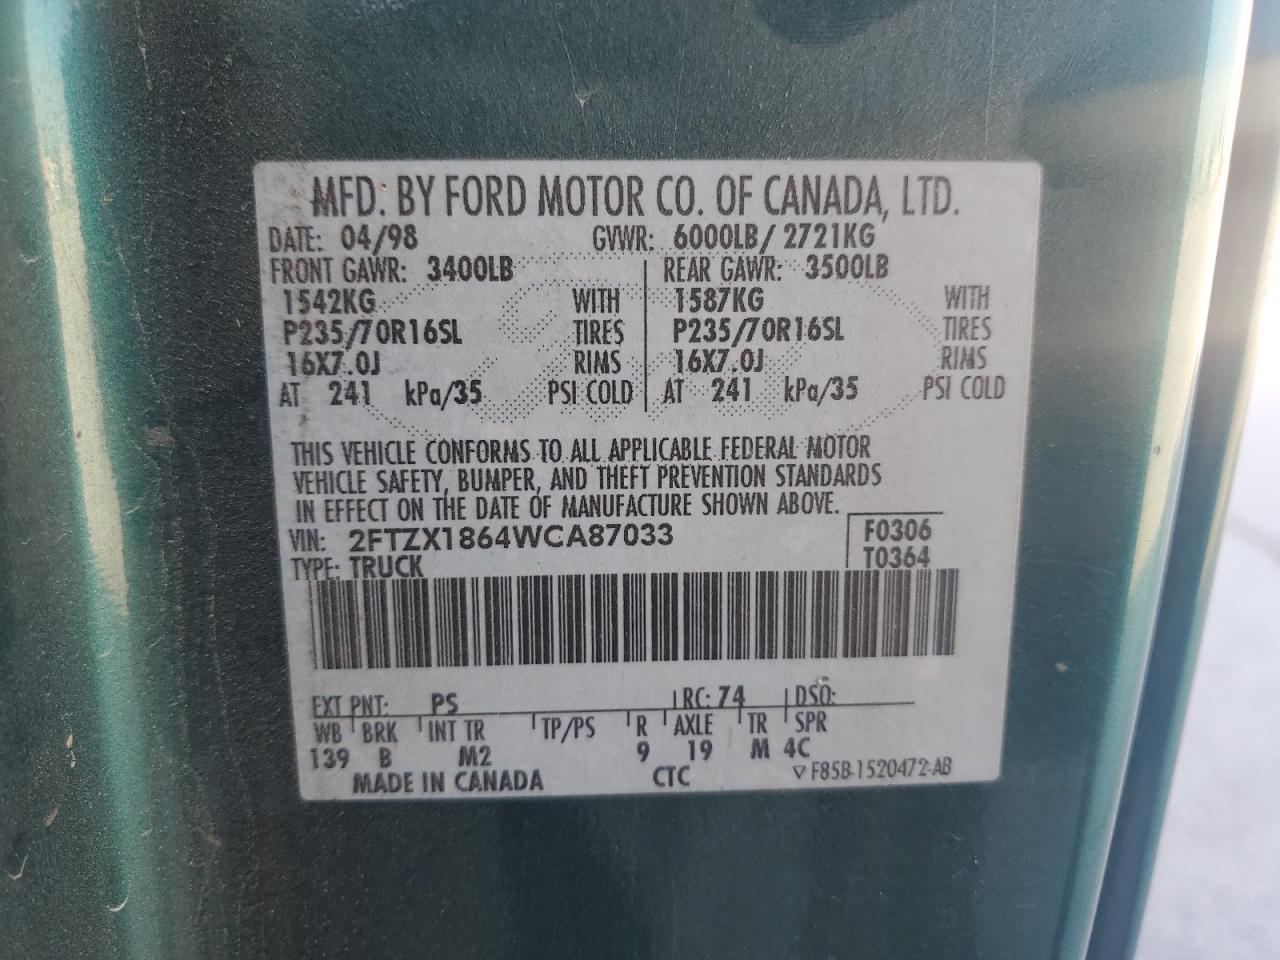 MFD. BY FORD MOTOR CO. OF CANADA, LTD.
DATE: 04/98 GVWR: 6000LB/ 2721KG
FRONT GAWR: 3400LB REAR GAWR: 3500LB
1542KG WITH 1587KG WITH
P235/70R16SL TIRES P235/70R16SL TIRES
16X7.0J RIMS 16X7.0J RIMS
AT 241 kPa/35 PSI COLD AT 241 kPa/35 PSI COLD
THIS VEHICLE CONFORMS TO ALL APPLICABLE FEDERAL MOTOR
VEHICLE SAFETY, BUMPER, AND THEFT PREVENTION STANDARDS
IN EFFECT ON THE DATE OF MANUFACTURE SHOWN ABOVE.
VIN: 2FTZX1864WCA87033 F0306
TYPE: TRUCK T0364
EXT PNT: PS RC: 74 DSO:
WB BRK INT TR TP/PS R AXLE TR SPR
139 B M2 9 19 M 4C
MADE IN CANADA CTC ▽ F85B-1520472-AB